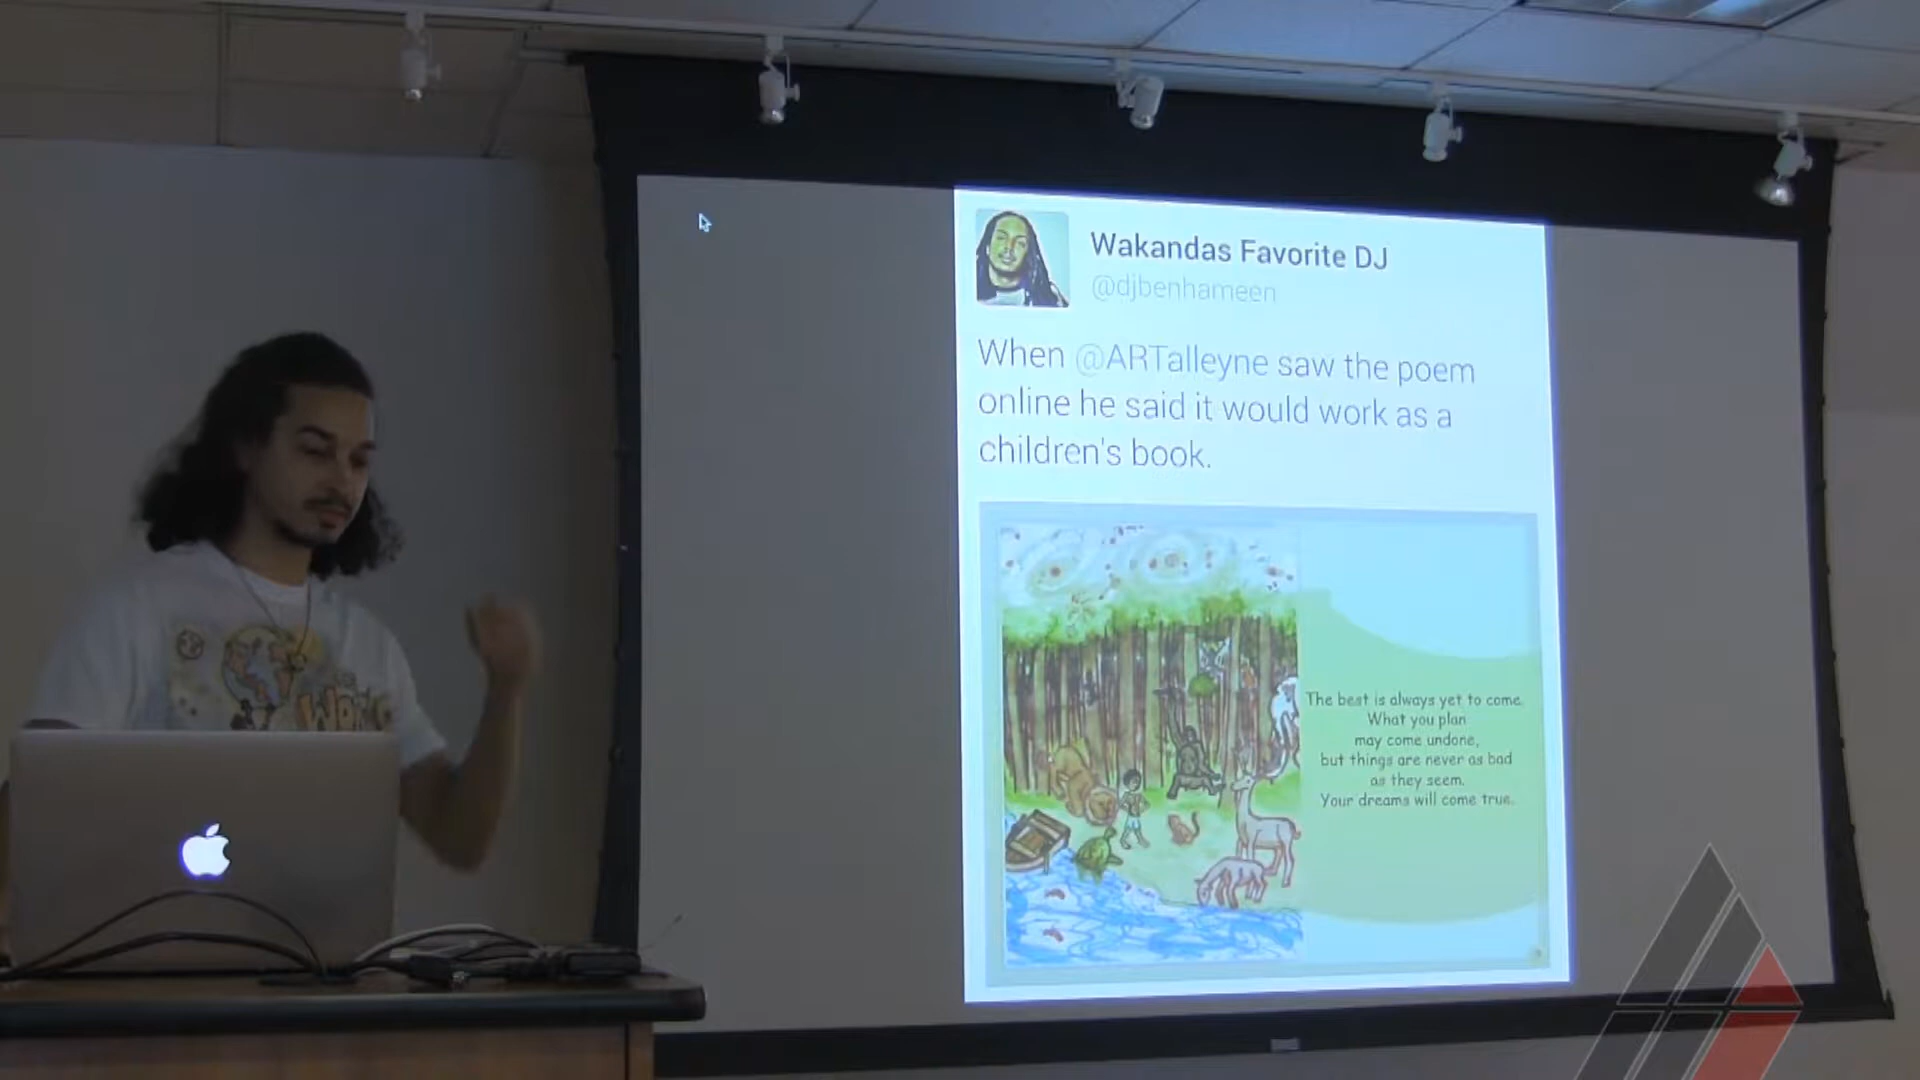 Wakandas Favorite DJ
@djbenhameen
When @ARTalleyne saw the poem
online he said it would work as a
children's book.
The best is always yet to come.
What you plan
may come undone,
but things are never as bad
as they seem.
Your dreams will come true.